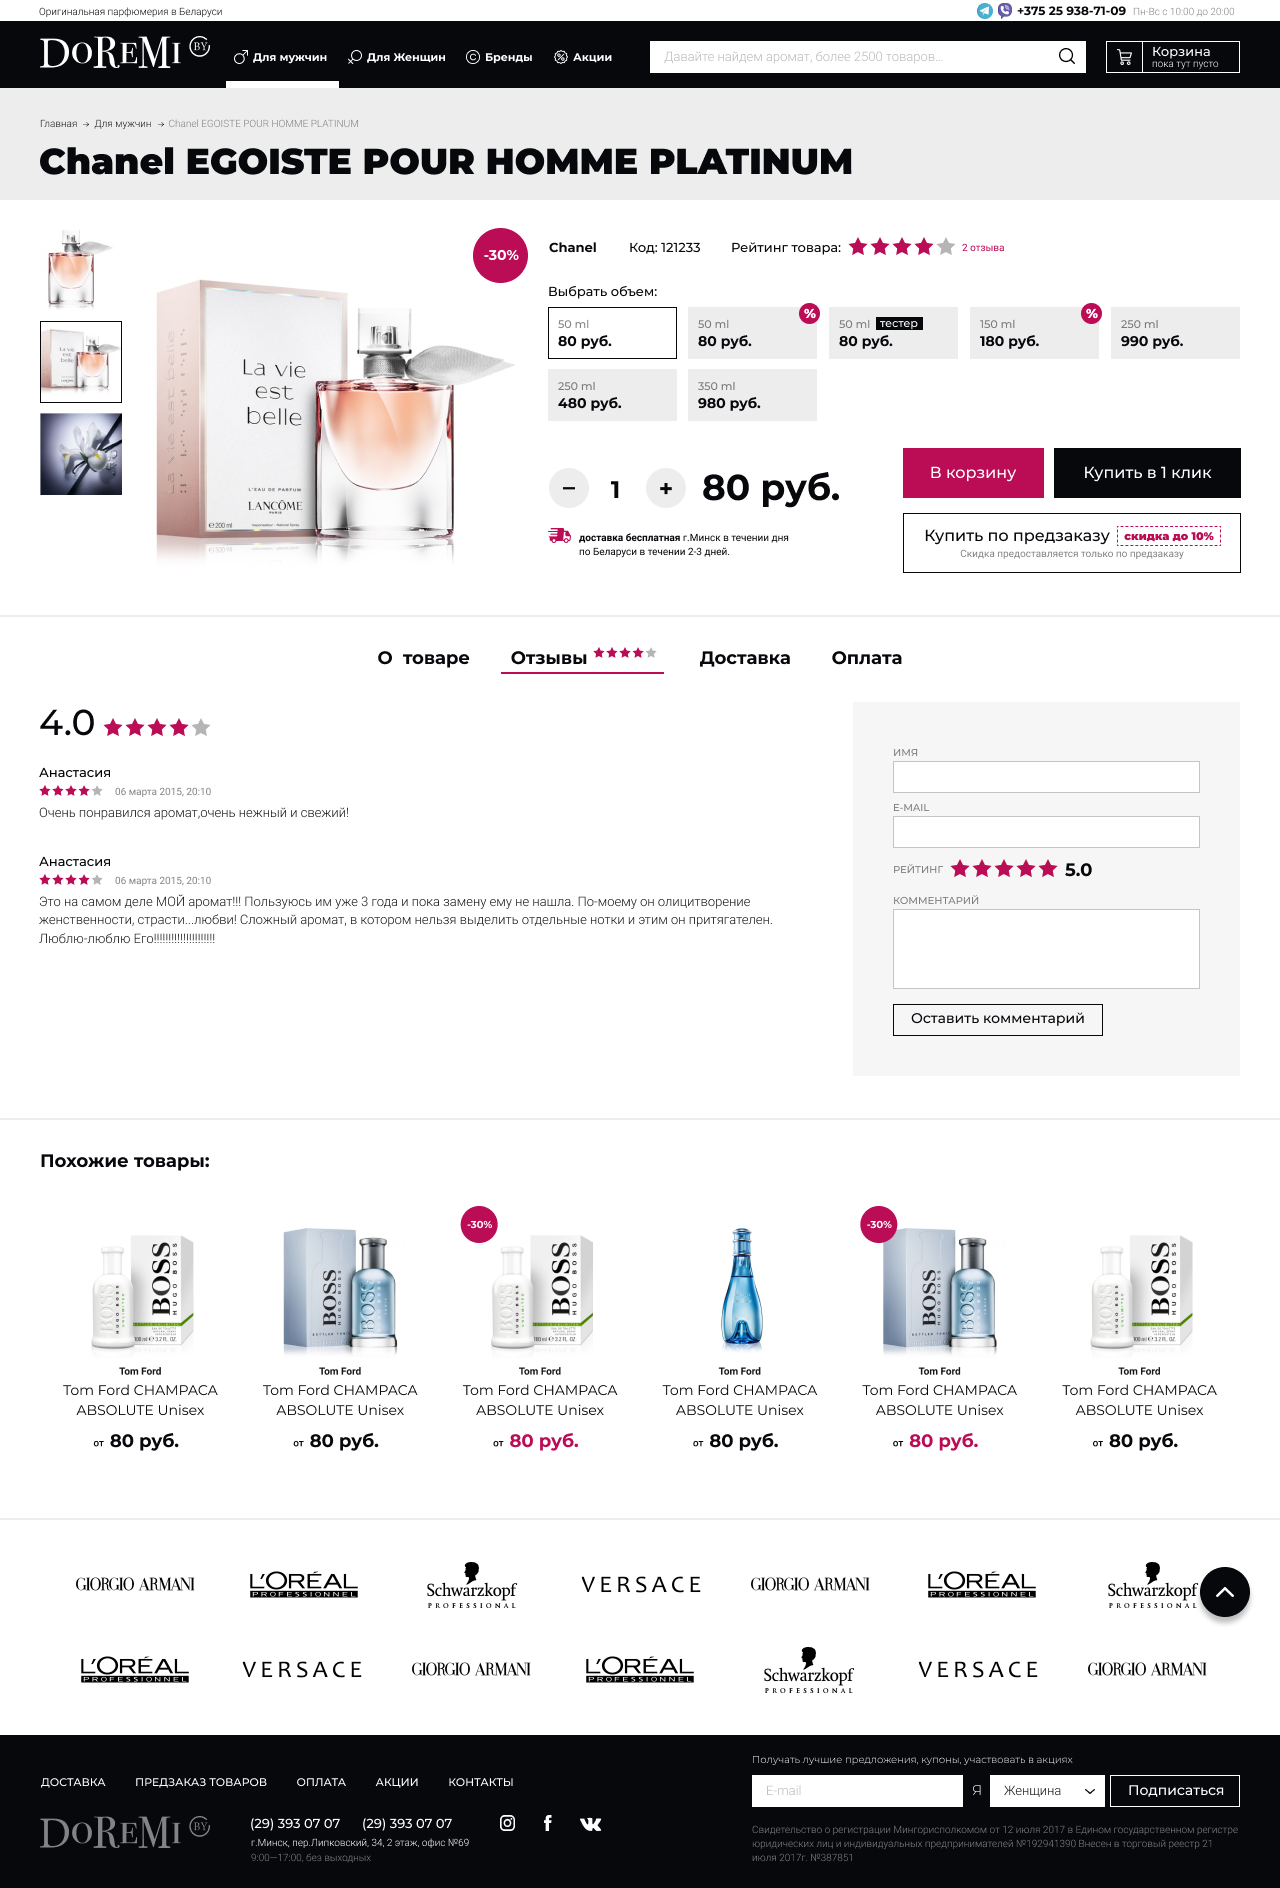 Оригинальная парфюмерия в Беларуси
+375 25 938-71-09 Пн-Вс с 10:00 до 20:00
DOREMI BY
Для мужчин
Для Женщин
Бренды
Акции
Давайте найдем аромат, более 2500 товаров...
Корзина
пока тут пусто
Главная → Для мужчин → Chanel EGOISTE POUR HOMME PLATINUM
Chanel EGOISTE POUR HOMME PLATINUM
-30%
La vie
est
belle
L'EAU DE PARFUM
LANCÔME
PARIS
Chanel
Код: 121233
Рейтинг товара:
2 отзыва
Выбрать объем:
50 ml
80 руб.
50 ml
80 руб.
%
50 ml тестер
80 руб.
150 ml
180 руб.
%
250 ml
990 руб.
250 ml
480 руб.
350 ml
980 руб.
− 1 + 80 руб.
В корзину
Купить в 1 клик
доставка бесплатная г.Минск в течении дня
по Беларуси в течении 2-3 дней.
Купить по предзаказу скидка до 10%
Скидка предоставляется только по предзаказу
О товаре
Отзывы
Доставка
Оплата
4.0
Анастасия
06 марта 2015, 20:10
Очень понравился аромат,очень нежный и свежий!
Анастасия
06 марта 2015, 20:10
Это на самом деле МОЙ аромат!!! Пользуюсь им уже 3 года и пока замену ему не нашла. По-моему он олицитворение
женственности, страсти...любви! Сложный аромат, в котором нельзя выделить отдельные нотки и этим он притягателен.
Люблю-люблю Его!!!!!!!!!!!!!!!!!!!!!
ИМЯ
E-MAIL
РЕЙТИНГ 5.0
КОММЕНТАРИЙ
Оставить комментарий
Похожие товары:
BOSS HUGO BOSS
BOSS HUGO BOSS
-30%
BOSS HUGO BOSS
-30%
BOSS HUGO BOSS
BOSS HUGO BOSS
Tom Ford
Tom Ford CHAMPACA
ABSOLUTE Unisex
от 80 руб.
Tom Ford
Tom Ford CHAMPACA
ABSOLUTE Unisex
от 80 руб.
Tom Ford
Tom Ford CHAMPACA
ABSOLUTE Unisex
от 80 руб.
Tom Ford
Tom Ford CHAMPACA
ABSOLUTE Unisex
от 80 руб.
Tom Ford
Tom Ford CHAMPACA
ABSOLUTE Unisex
от 80 руб.
Tom Ford
Tom Ford CHAMPACA
ABSOLUTE Unisex
от 80 руб.
GIORGIO ARMANI
L'ORÉAL
PROFESSIONNEL
Schwarzkopf
PROFESSIONAL
VERSACE
GIORGIO ARMANI
L'ORÉAL
PROFESSIONNEL
Schwarzkopf
PROFESSIONAL
L'ORÉAL
PROFESSIONNEL
VERSACE
GIORGIO ARMANI
L'ORÉAL
PROFESSIONNEL
Schwarzkopf
PROFESSIONAL
VERSACE
GIORGIO ARMANI
ДОСТАВКА
ПРЕДЗАКАЗ ТОВАРОВ
ОПЛАТА
АКЦИИ
КОНТАКТЫ
DOREMI BY
(29) 393 07 07
(29) 393 07 07
г.Минск, пер.Липковский, 34, 2 этаж, офис №69
9:00—17:00, без выходных
Получать лучшие предложения, купоны, участвовать в акциях
E-mail
Я
Женщина
Подписаться
Свидетельство о регистрации Мингорисполкомом от 12 июля 2017 в Едином государственном регистре
юридических лиц и индивидуальных предпринимателей №192941390 Внесен в торговый реестр 21
июля 2017г. №387851